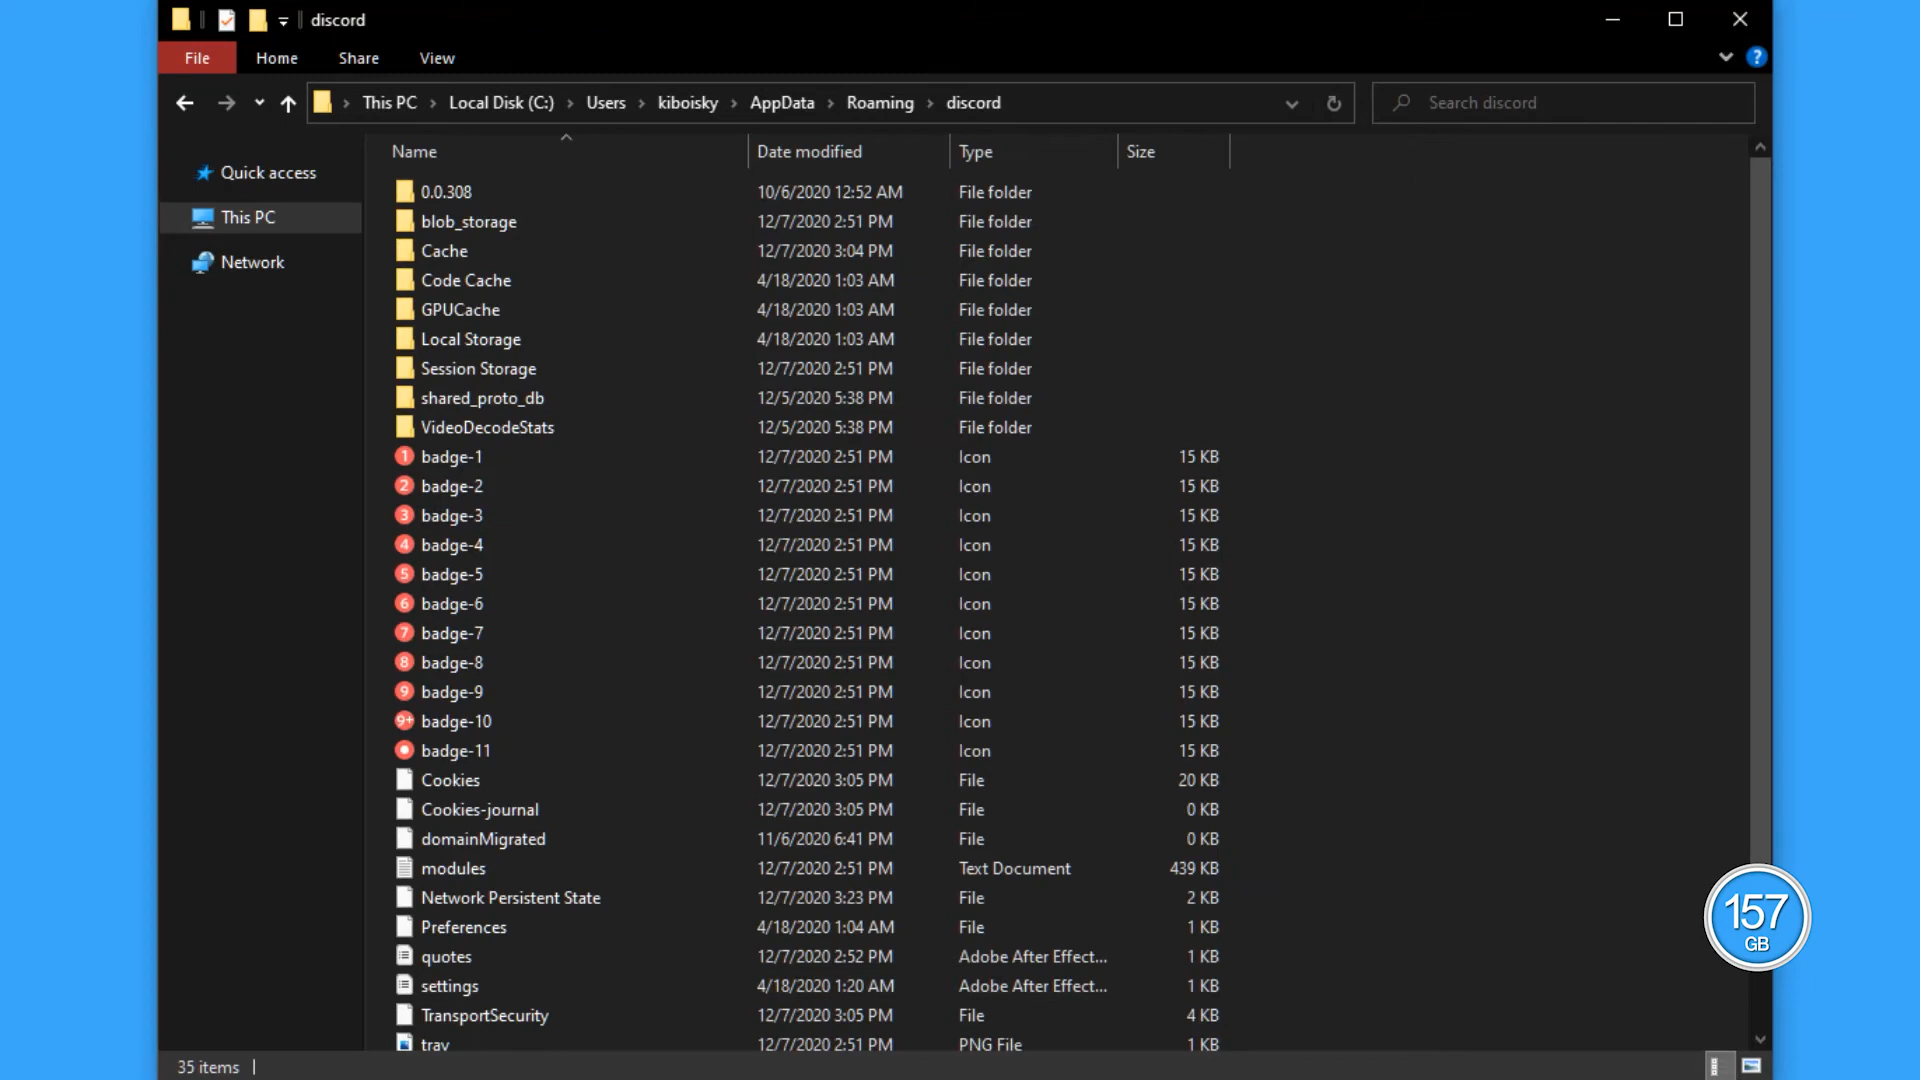 discord
File Home Share View
This PC Local Disk (C:) Users kiboisky AppData Roaming discord Search discord
Name Date modified Type Size
Quick access
This PC
Network
0.0.308 10/6/2020 12:52 AM File folder
blob_storage 12/7/2020 2:51 PM File folder
Cache 12/7/2020 3:04 PM File folder
Code Cache 4/18/2020 1:03 AM File folder
GPUCache 4/18/2020 1:03 AM File folder
Local Storage 4/18/2020 1:03 AM File folder
Session Storage 12/7/2020 2:51 PM File folder
shared_proto_db 12/5/2020 5:38 PM File folder
VideoDecodeStats 12/5/2020 5:38 PM File folder
1 badge-1 12/7/2020 2:51 PM Icon 15 KB
2 badge-2 12/7/2020 2:51 PM Icon 15 KB
3 badge-3 12/7/2020 2:51 PM Icon 15 KB
4 badge-4 12/7/2020 2:51 PM Icon 15 KB
5 badge-5 12/7/2020 2:51 PM Icon 15 KB
6 badge-6 12/7/2020 2:51 PM Icon 15 KB
7 badge-7 12/7/2020 2:51 PM Icon 15 KB
8 badge-8 12/7/2020 2:51 PM Icon 15 KB
9 badge-9 12/7/2020 2:51 PM Icon 15 KB
9+ badge-10 12/7/2020 2:51 PM Icon 15 KB
badge-11 12/7/2020 2:51 PM Icon 15 KB
Cookies 12/7/2020 3:05 PM File 20 KB
Cookies-journal 12/7/2020 3:05 PM File 0 KB
domainMigrated 11/6/2020 6:41 PM File 0 KB
modules 12/7/2020 2:51 PM Text Document 439 KB
Network Persistent State 12/7/2020 3:23 PM File 2 KB
Preferences 4/18/2020 1:04 AM File 1 KB
quotes 12/7/2020 2:52 PM Adobe After Effect... 1 KB
settings 4/18/2020 1:20 AM Adobe After Effect... 1 KB
TransportSecurity 12/7/2020 3:05 PM File 4 KB
tray 12/7/2020 2:51 PM PNG File 1 KB
35 items
157
GB
?